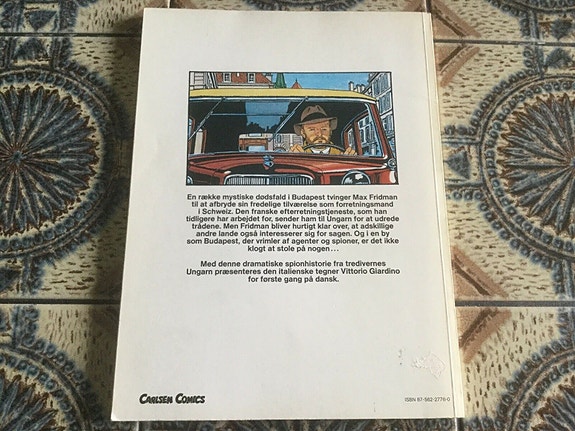 En række mystiske dødsfald i Budapest tvinger Max Fridman
til at afbryde sin fredelige tilværelse som forretningsmand
i Schweiz. Den franske efterretningstjeneste, som han
tidligere har arbejdet for, sender ham til Ungarn for at udrede
trådene. Men Fridman bliver hurtigt klar over, at adskillige
andre lande også interesserer sig for sagen. Og i en by
som Budapest, der vrimler af agenter og spioner, er det ikke
klogt at stole på nogen...
Med denne dramatiske spionhistorie fra tredivernes
Ungarn præsenteres den italienske tegner Vittorio Giardino
for første gang på dansk.
CARLSEN COMICS
ISBN 87-562-2776-0